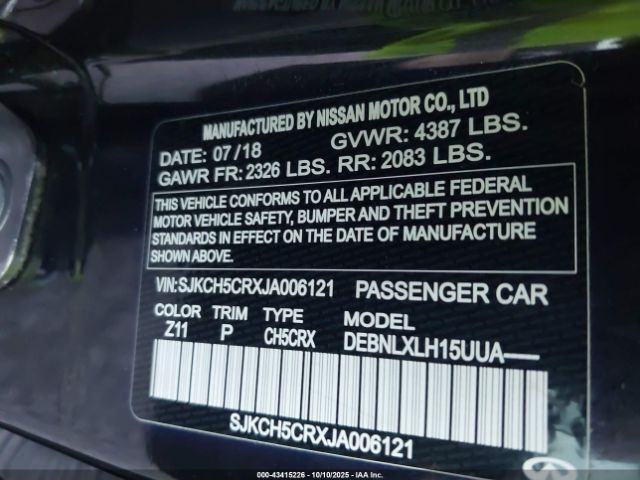 MANUFACTURED BY NISSAN MOTOR CO., LTD
DATE: 07/18 GVWR: 4387 LBS.
GAWR FR: 2326 LBS. RR: 2083 LBS.
THIS VEHICLE CONFORMS TO ALL APPLICABLE FEDERAL
MOTOR VEHICLE SAFETY, BUMPER AND THEFT PREVENTION
STANDARDS IN EFFECT ON THE DATE OF MANUFACTURE
SHOWN ABOVE.
VIN:SJKCH5CRXJA006121 PASSENGER CAR
COLOR TRIM TYPE MODEL
Z11 P CH5CRX DEBNLXLH15UUA—
SJKCH5CRXJA006121
000-43415226 - 10/10/2025 - IAA Inc.